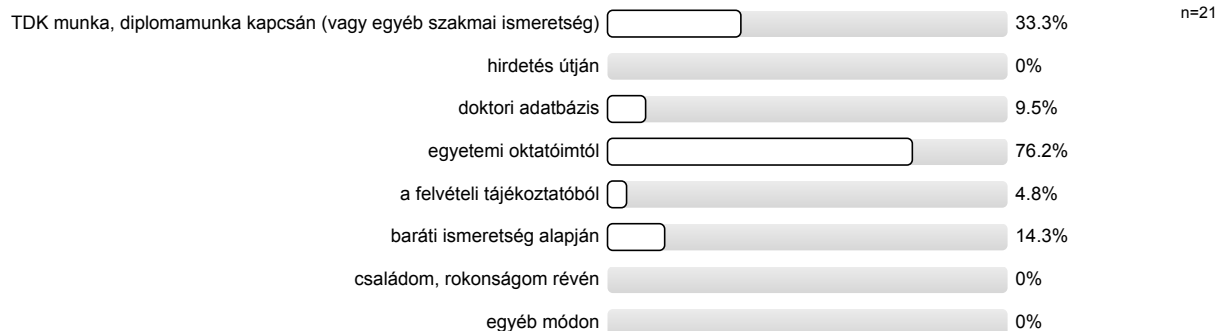 TDK munka, diplomamunka kapcsán (vagy egyéb szakmai ismeretség) 33.3% n=21
hirdetés útján 0%
doktori adatbázis 9.5%
egyetemi oktatóimtól 76.2%
a felvételi tájékoztatóból 4.8%
baráti ismeretség alapján 14.3%
családom, rokonságom révén 0%
egyéb módon 0%